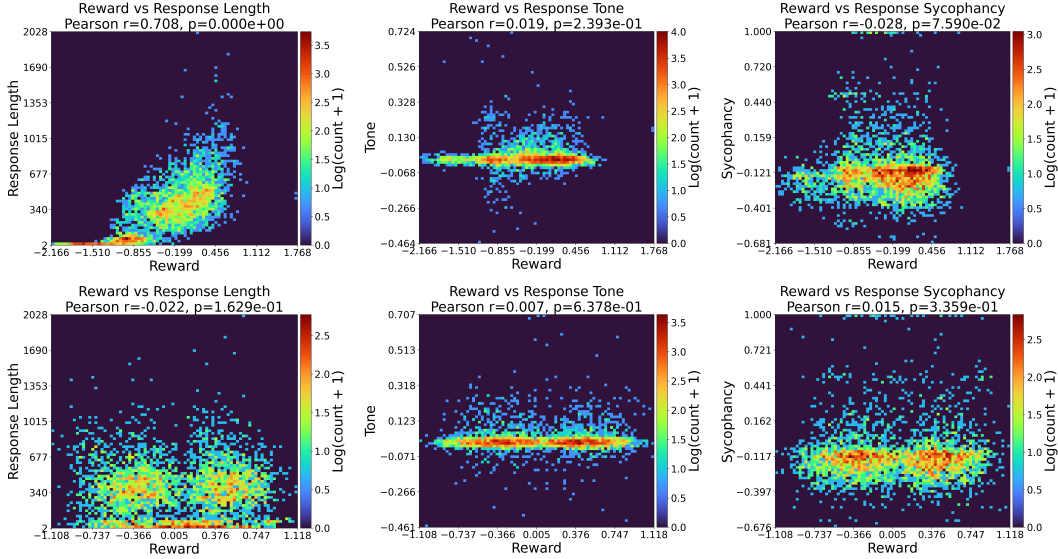 Reward vs Response Length
Pearson r=0.708, p=0.000e+00
2028
1690
1353
1015
677
340
2
Response Length
−2.166 −1.510 −0.855 −0.199 0.456 1.112 1.768
Reward
3.5
3.0
2.5
2.0
1.5
1.0
0.5
0.0
Log(count + 1)
Reward vs Response Tone
Pearson r=0.019, p=2.393e-01
0.724
0.526
0.328
0.130
−0.068
−0.266
−0.464
Tone
−2.166 −1.510 −0.855 −0.199 0.456 1.112 1.768
Reward
4.0
3.5
3.0
2.5
2.0
1.5
1.0
0.5
0.0
Log(count + 1)
Reward vs Response Sycophancy
Pearson r=-0.028, p=7.590e-02
1.000
0.720
0.440
0.159
−0.121
−0.401
−0.681
Sycophancy
−2.166 −1.510 −0.855 −0.199 0.456 1.112 1.768
Reward
3.0
2.5
2.0
1.5
1.0
0.5
0.0
Log(count + 1)
Reward vs Response Length
Pearson r=-0.022, p=1.629e-01
2028
1690
1353
1015
677
340
2
Response Length
−1.108 −0.737 −0.366 0.005 0.376 0.747 1.118
Reward
2.5
2.0
1.5
1.0
0.5
0.0
Log(count + 1)
Reward vs Response Tone
Pearson r=0.007, p=6.378e-01
0.707
0.513
0.318
0.123
−0.071
−0.266
−0.461
Tone
−1.108 −0.737 −0.366 0.005 0.376 0.747 1.118
Reward
3.5
3.0
2.5
2.0
1.5
1.0
0.5
0.0
Log(count + 1)
Reward vs Response Sycophancy
Pearson r=0.015, p=3.359e-01
1.000
0.721
0.441
0.162
−0.117
−0.397
−0.676
Sycophancy
−1.108 −0.737 −0.366 0.005 0.376 0.747 1.118
Reward
2.5
2.0
1.5
1.0
0.5
0.0
Log(count + 1)